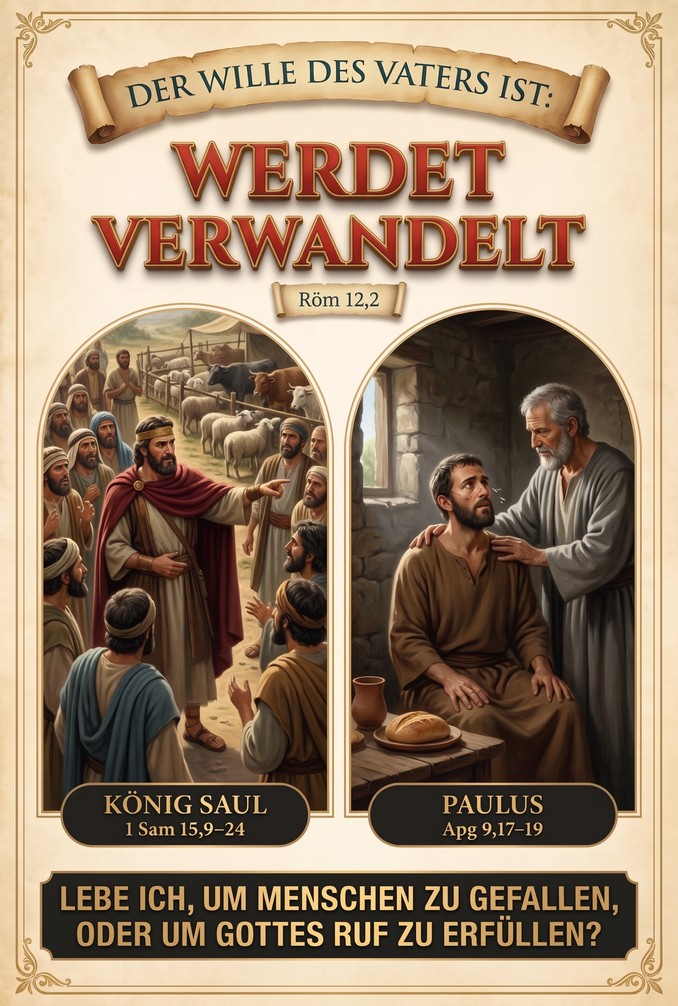 DER WILLE DES VATERS IST:
WERDET
VERWANDELT
Röm 12,2
KÖNIG SAUL
1 Sam 15,9–24
PAULUS
Apg 9,17–19
LEBE ICH, UM MENSCHEN ZU GEFALLEN,
ODER UM GOTTES RUF ZU ERFÜLLEN?